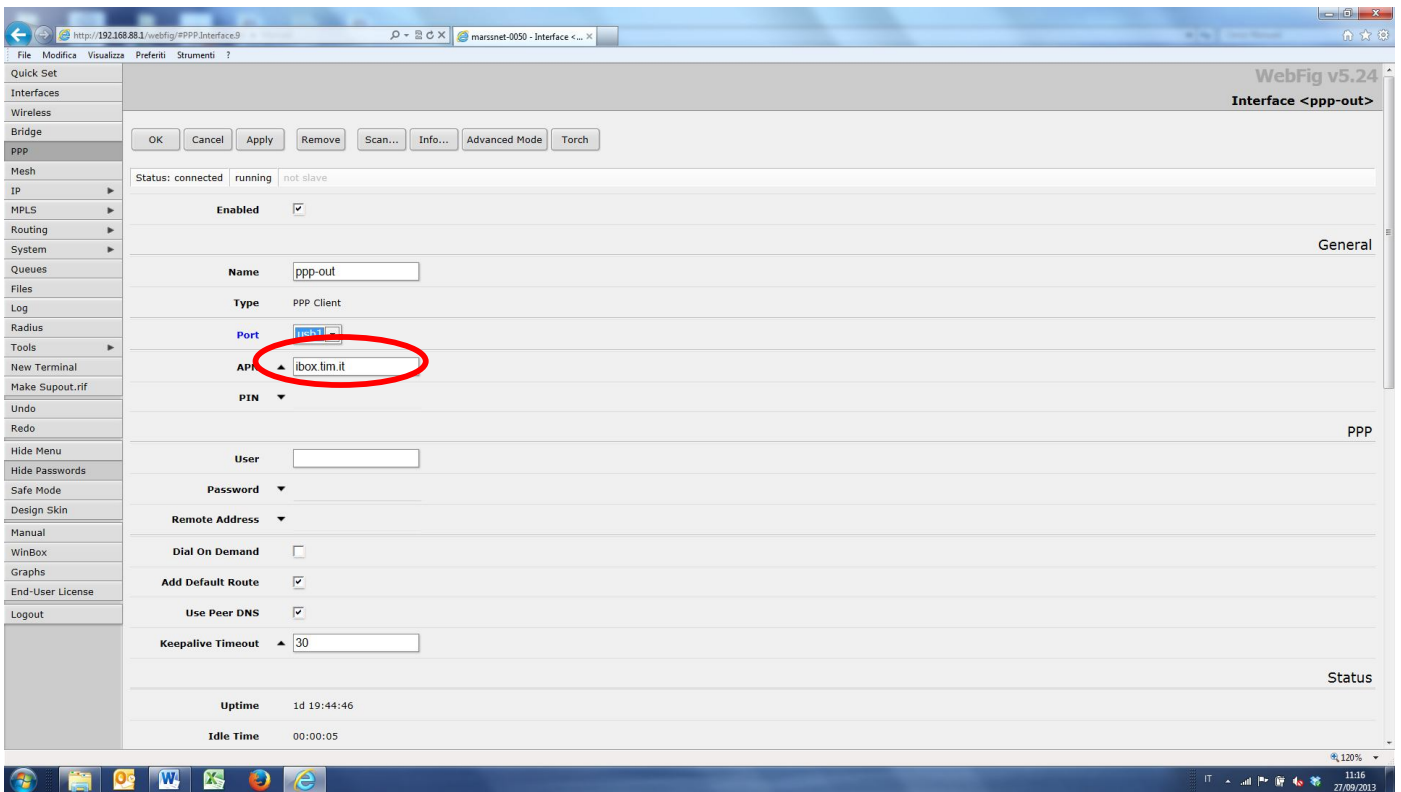 http://192.168.88.1/webfig/#PPP.Interface.9
marssnet-0050 - Interface <...
File Modifica Visualizza Preferiti Strumenti ?
Quick Set
Interfaces
Wireless
Bridge
PPP
Mesh
IP
MPLS
Routing
System
Queues
Files
Log
Radius
Tools
New Terminal
Make Supout.rif
Undo
Redo
Hide Menu
Hide Passwords
Safe Mode
Design Skin
Manual
WinBox
Graphs
End-User License
Logout
WebFig v5.24
Interface <ppp-out>
OK Cancel Apply Remove Scan... Info... Advanced Mode Torch
Status: connected running not slave
Enabled
General
Name ppp-out
Type PPP Client
Port usb1
APN ibox.tim.it
PIN
PPP
User
Password
Remote Address
Dial On Demand
Add Default Route
Use Peer DNS
Keepalive Timeout 30
Status
Uptime 1d 19:44:46
Idle Time 00:00:05
120%
IT
11:16
27/09/2013